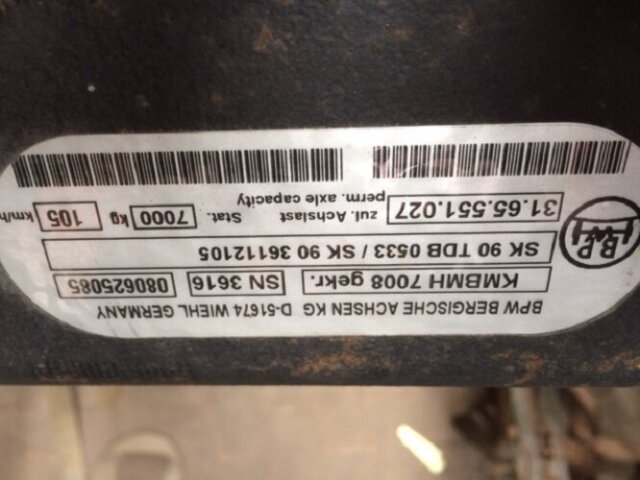 BPW BERGISCHE ACHSEN KG D-51674 WIEHL GERMANY
KMBMH 7008 gekr. SN 3616 080625085
SK 90 TDB 0533 / SK 90 36112105
31.65.551.027 zul. Achslast perm. axle capacity Stat. 7000 kg 105 km/h
BPW